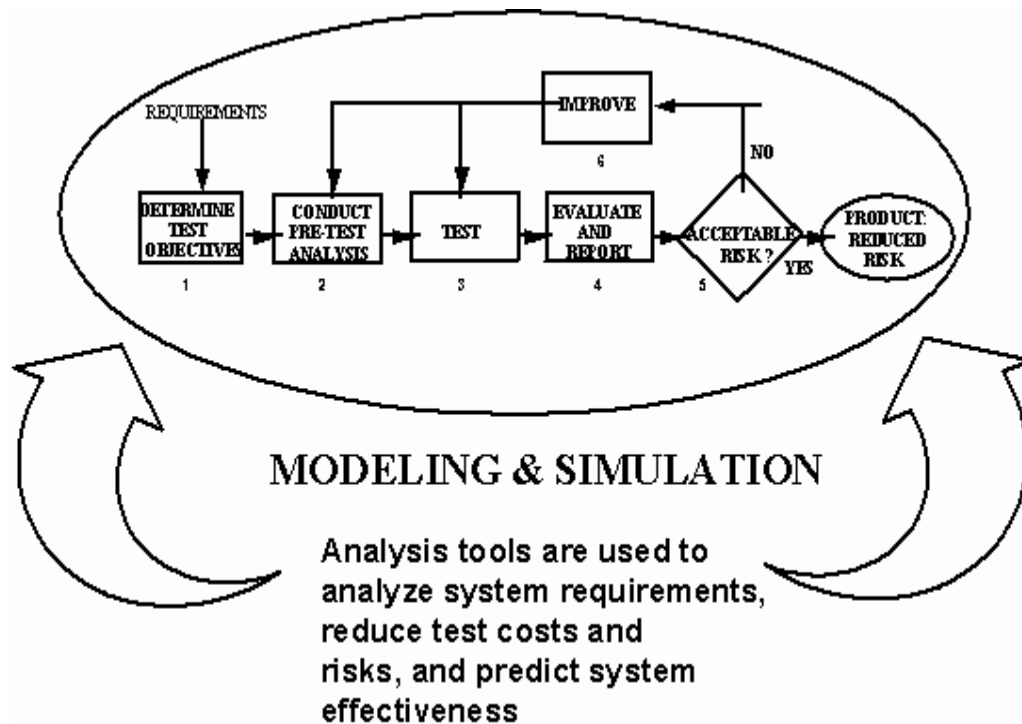 REQUIREMENTS
IMPROVE
6
NO
DETERMINE
TEST
OBJECTIVES
1
CONDUCT
PRE-TEST
ANALYSIS
2
TEST
3
EVALUATE
AND
REPORT
4
ACCEPTABLE
RISK ?
5
YES
PRODUCT:
REDUCED
RISK
MODELING & SIMULATION
Analysis tools are used to
analyze system requirements,
reduce test costs and
risks, and predict system
effectiveness